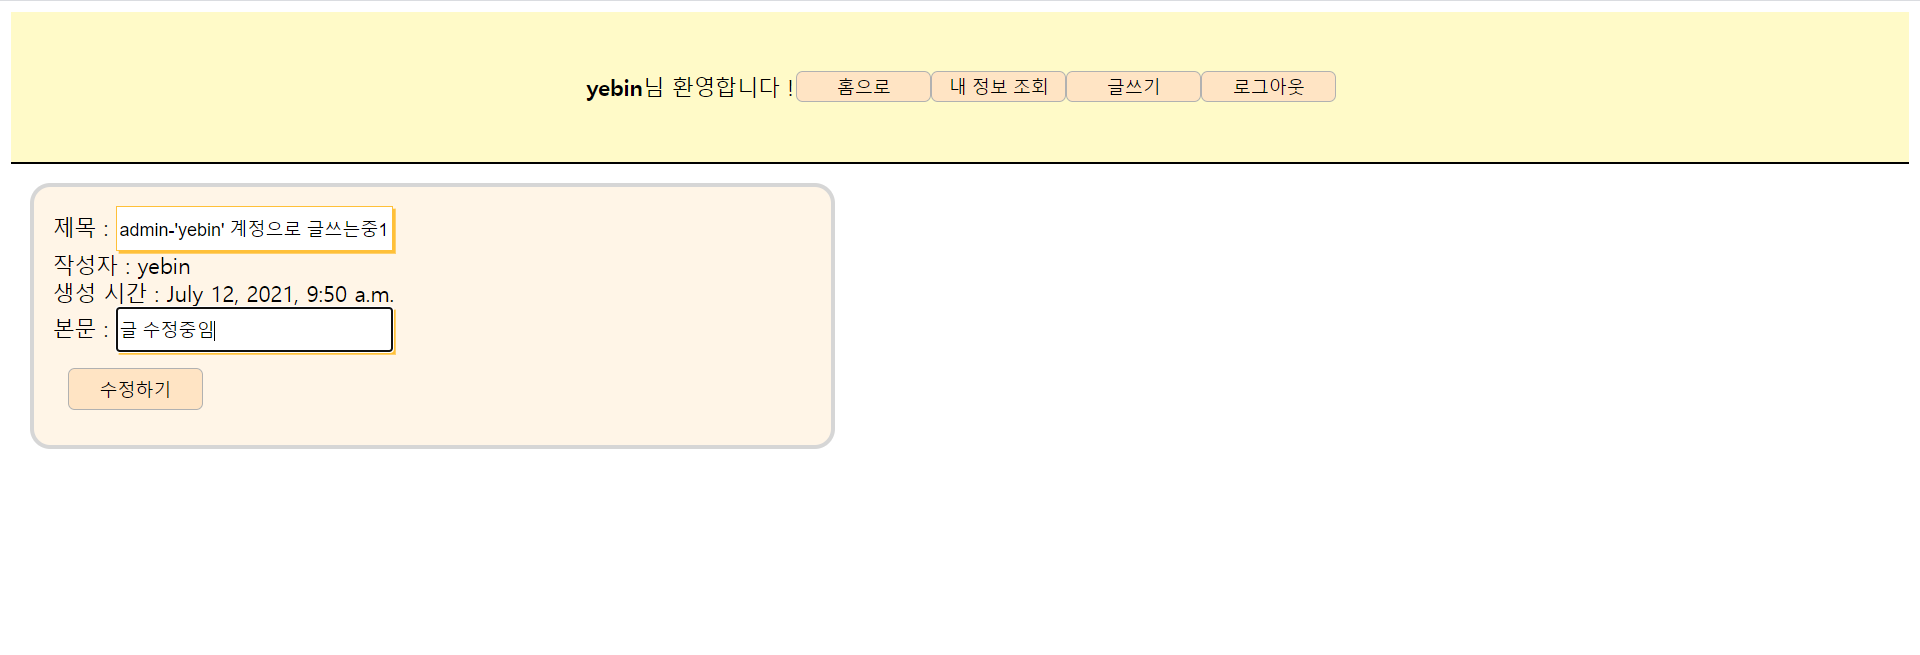 yebin님 환영합니다 ! 홈으로 내 정보 조회 글쓰기 로그아웃
제목 : admin-'yebin' 계정으로 글쓰는중1
작성자 : yebin
생성 시간 : July 12, 2021, 9:50 a.m.
본문 : 글 수정중임
수정하기